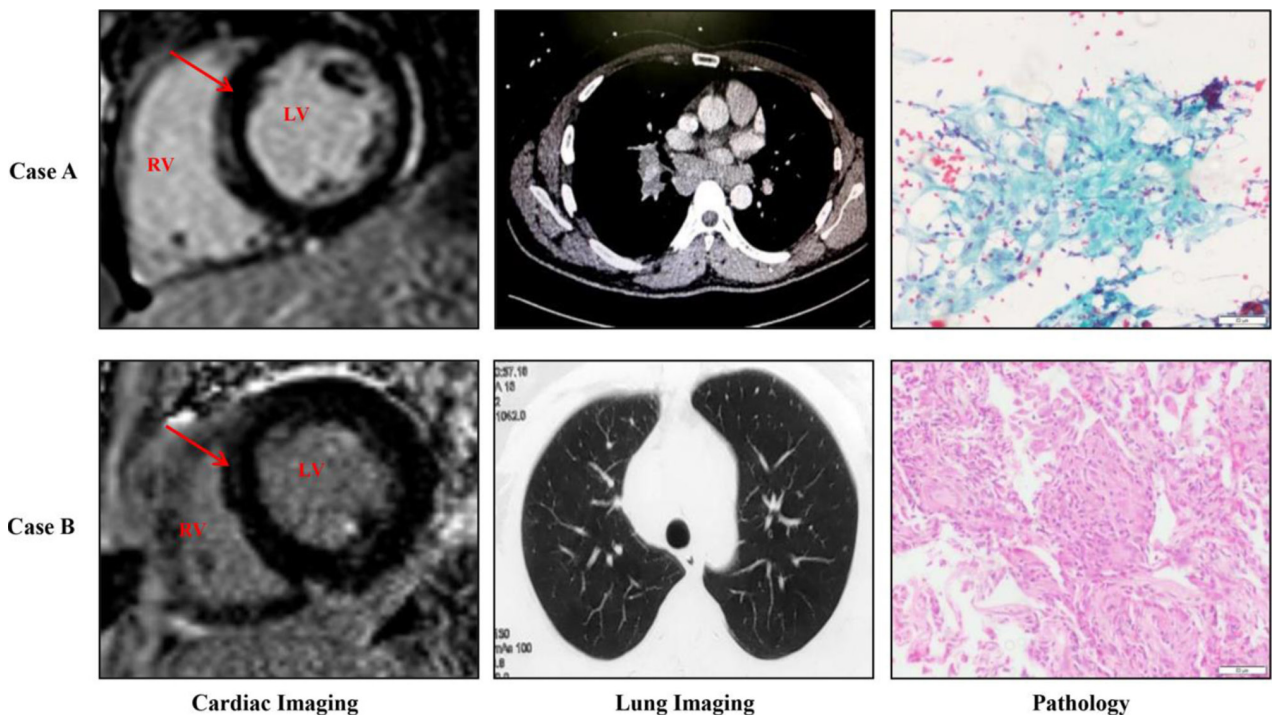 Case A
RV
LV
Case B
RV
LV
A 10
2
1062.0
mAs 100
Cardiac Imaging
Lung Imaging
Pathology